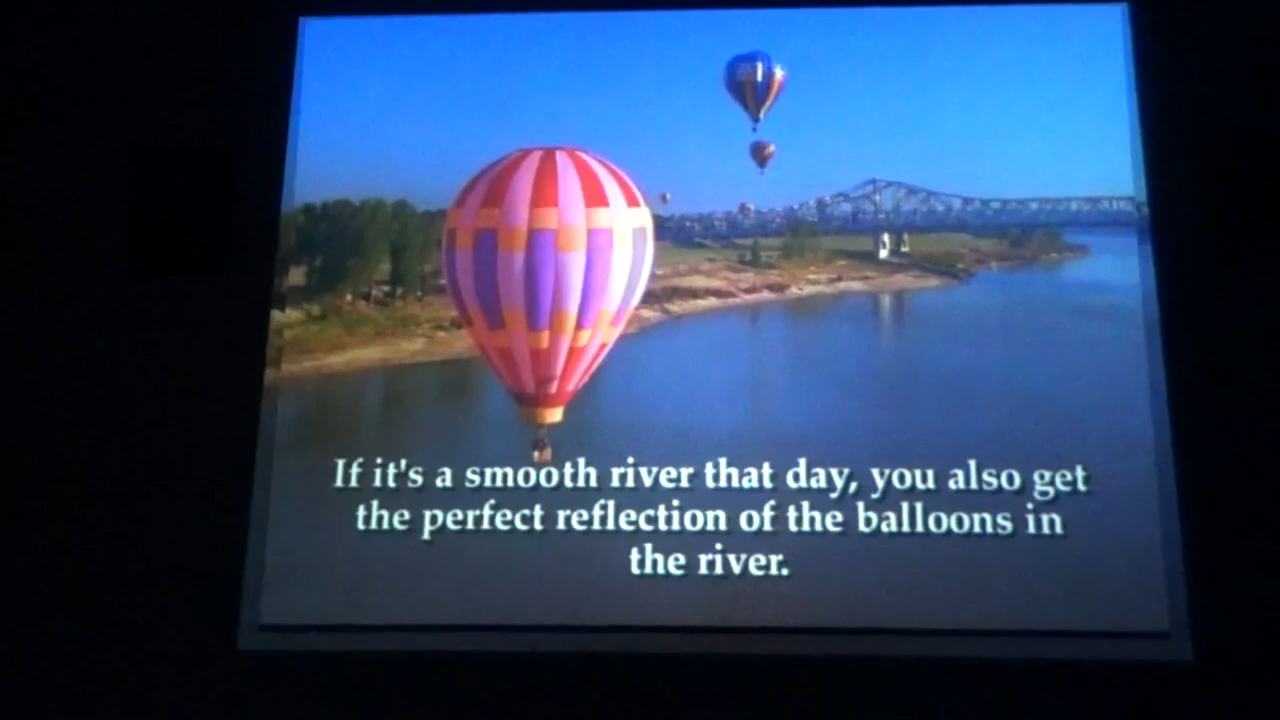 If it's a smooth river that day, you also get
the perfect reflection of the balloons in
the river.